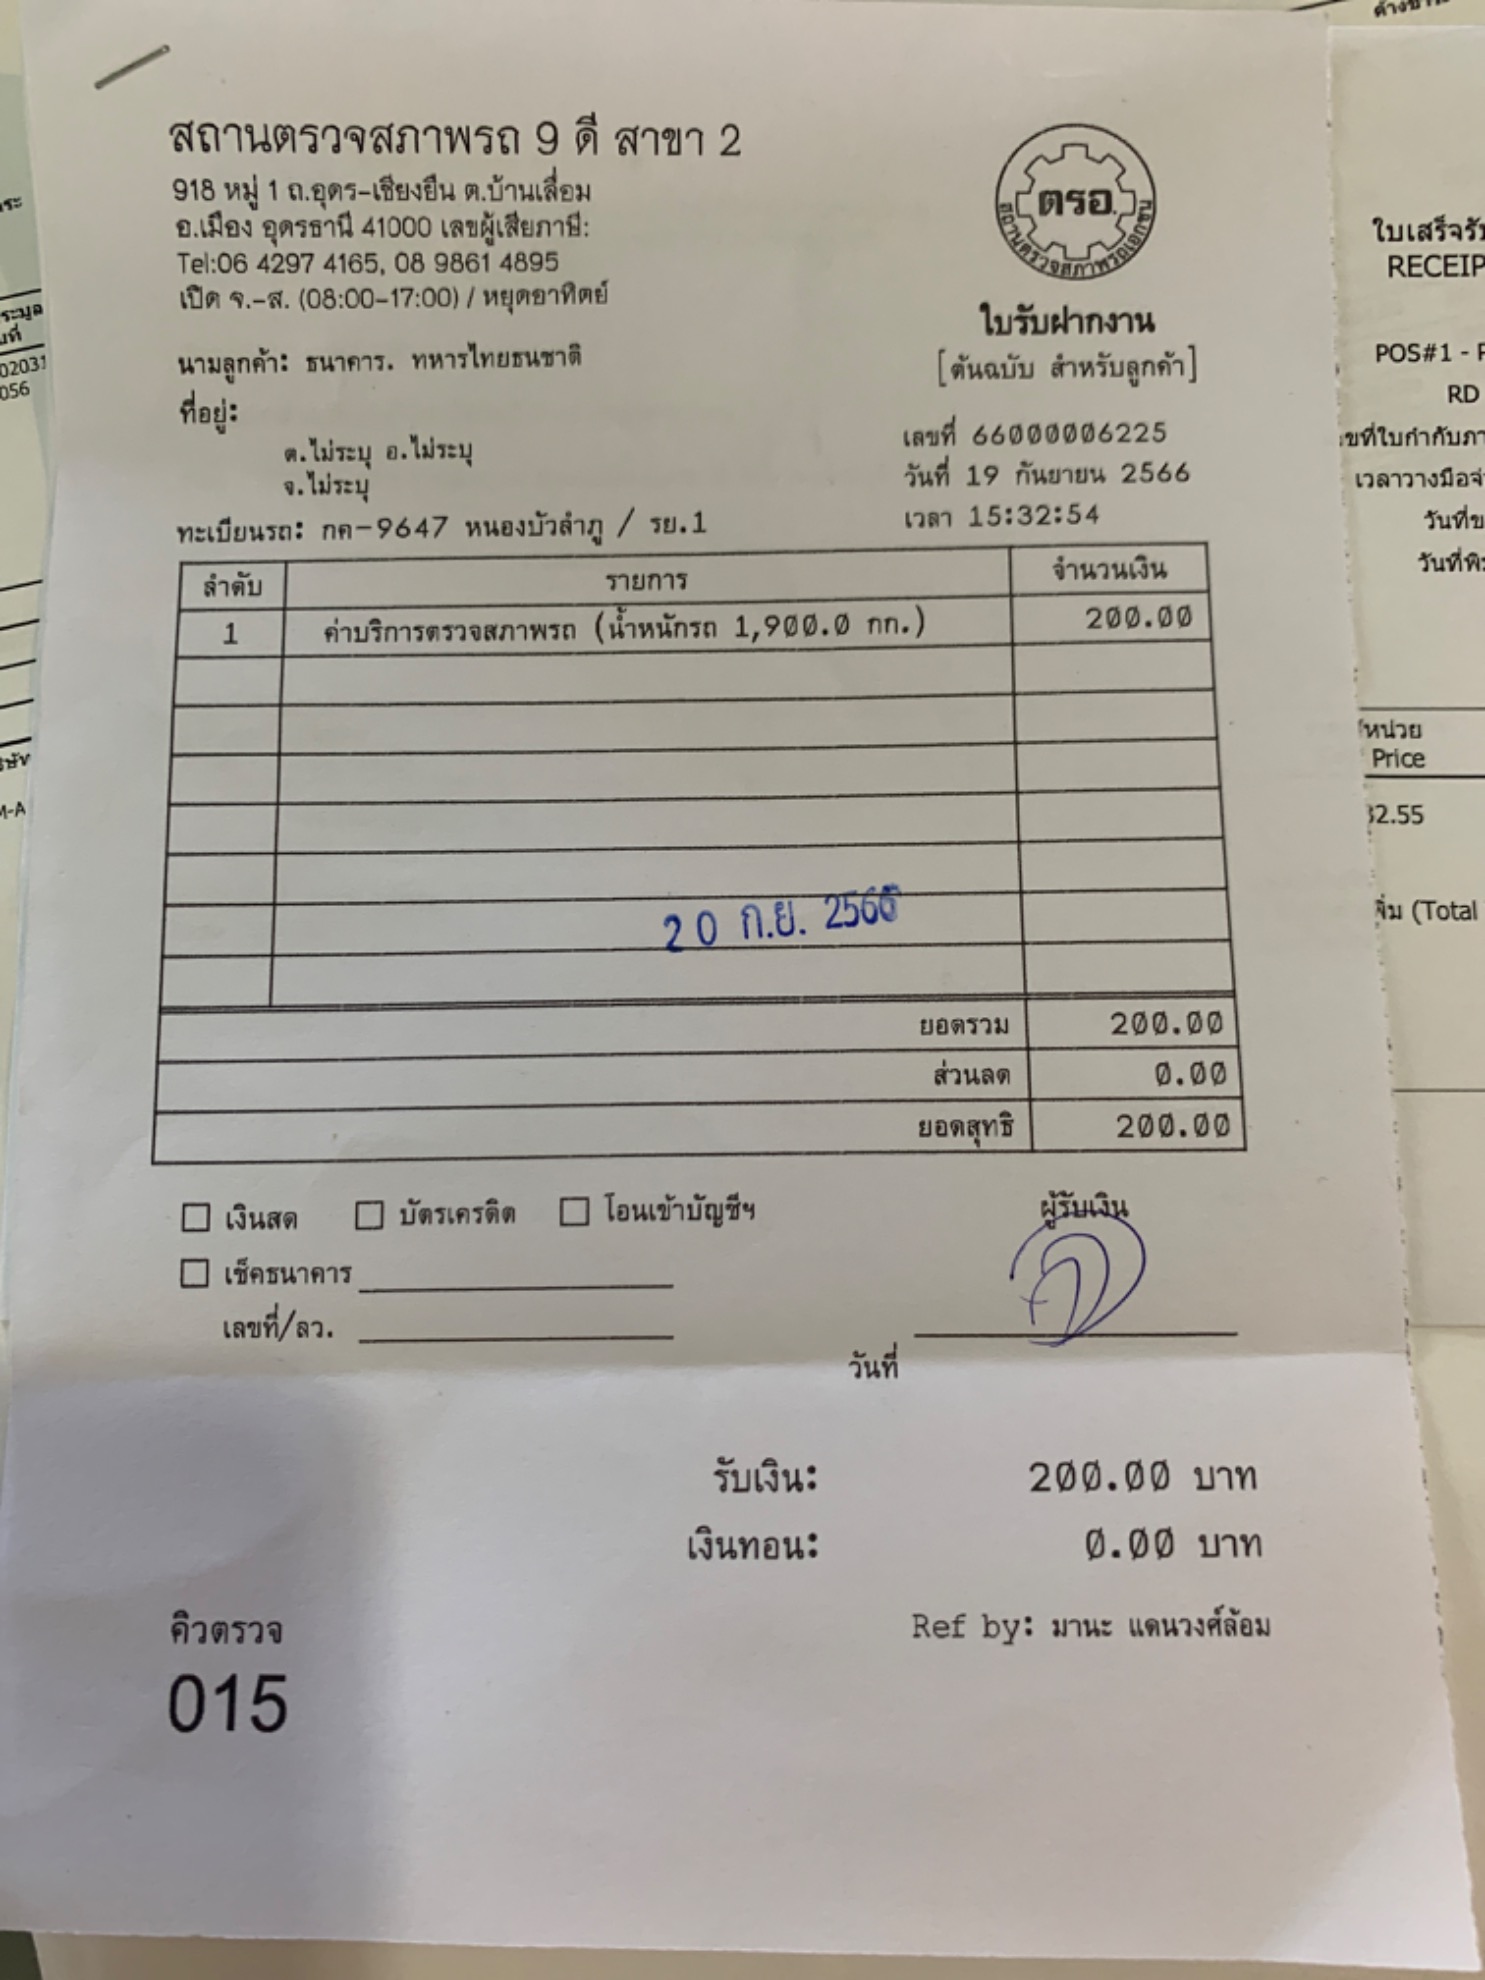 สถานตรวจสภาพรถ 9 ดี สาขา 2
918 หมู่ 1 ถ.อุดร-เชียงยืน ต.บ้านเลื่อม
อ.เมือง อุดรธานี 41000 เลขผู้เสียภาษี:
Tel:06 4297 4165, 08 9861 4895
เปิด จ.-ส. (08:00-17:00) / หยุดอาทิตย์
ตรอ.
สถานตรวจสภาพรถเอกชน
ใบรับฝากงาน
[ต้นฉบับ สำหรับลูกค้า]
นามลูกค้า: ธนาคาร. ทหารไทยธนชาติ
ที่อยู่:
ต.ไม่ระบุ อ.ไม่ระบุ
จ.ไม่ระบุ
เลขที่ 66000006225
วันที่ 19 กันยายน 2566
เวลา 15:32:54
ทะเบียนรถ: กค-9647 หนองบัวลำภู / รย.1
ลำดับ รายการ จำนวนเงิน
1 ค่าบริการตรวจสภาพรถ (น้ำหนักรถ 1,900.0 กก.) 200.00
20 ก.ย. 2566
ยอดรวม 200.00
ส่วนลด 0.00
ยอดสุทธิ 200.00
เงินสด บัตรเครดิต โอนเข้าบัญชีฯ
ผู้รับเงิน
เช็คธนาคาร
เลขที่/ลว.
วันที่
รับเงิน: 200.00 บาท
เงินทอน: 0.00 บาท
คิวตรวจ
015
Ref by: มานะ แดนวงศ์ล้อม
RECEIP
POS#1 -
RD
หน่วย
Price
32.55
(Total
02031
056